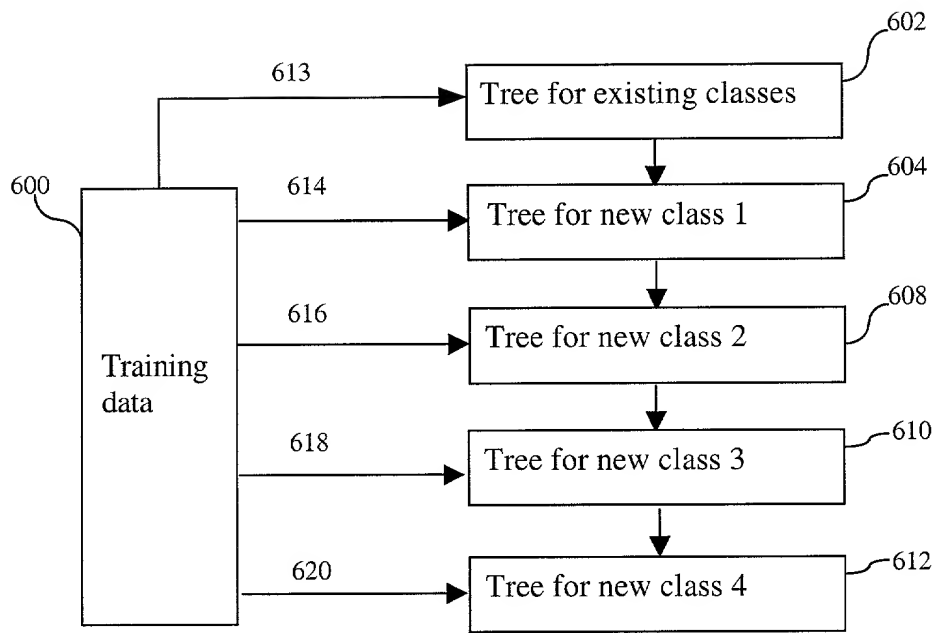 602
613
Tree for existing classes
600
614
604
Tree for new class 1
616
608
Tree for new class 2
Training
data
618
610
Tree for new class 3
620
612
Tree for new class 4